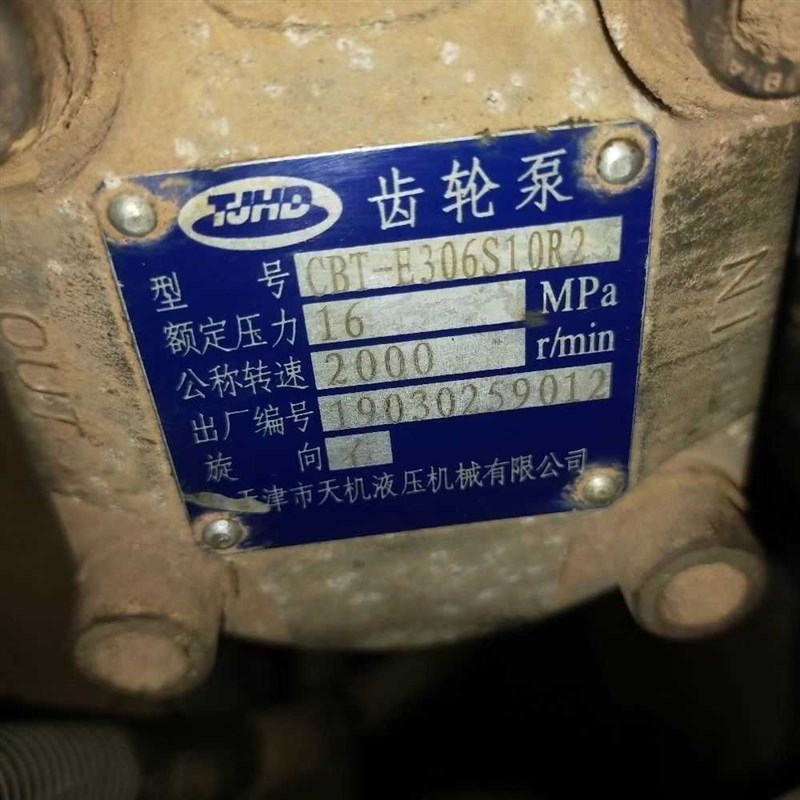 TJHD 齿轮泵
型号 CBT-E306S10R2
额定压力 16 MPa
公称转速 2000 r/min
出厂编号 19030259012
旋向
天津市天机液压机械有限公司
OUT
IN